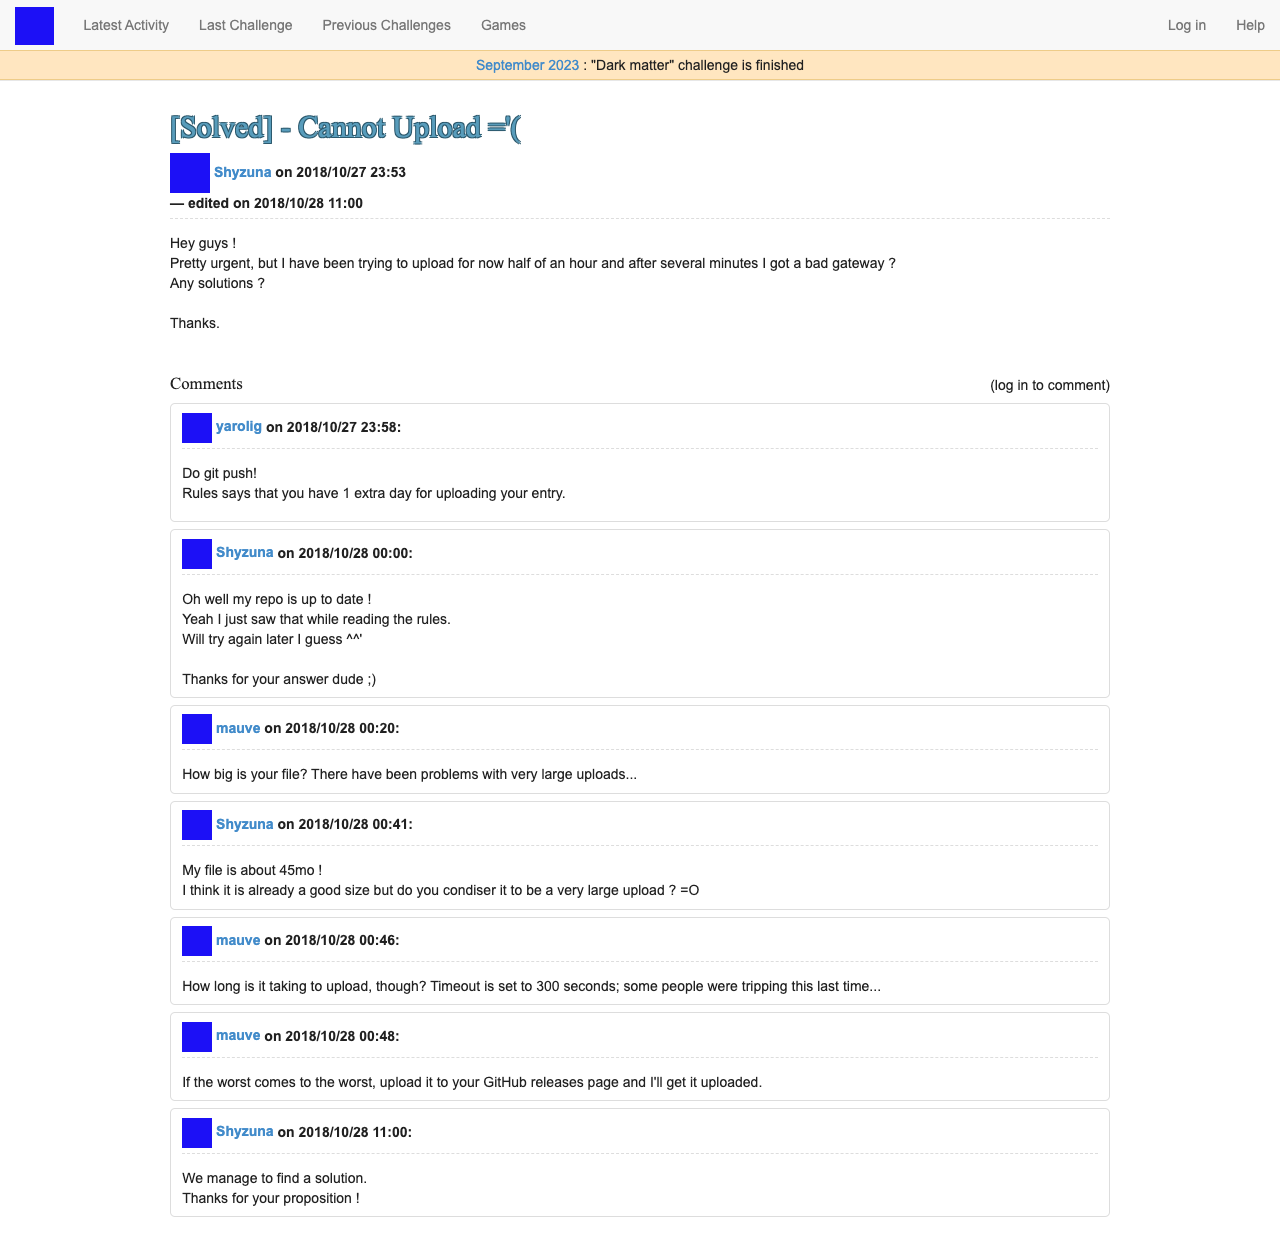 Latest Activity Last Challenge Previous Challenges Games Log in Help
September 2023 : "Dark matter" challenge is finished
[Solved] - Cannot Upload ='(
Shyzuna on 2018/10/27 23:53
— edited on 2018/10/28 11:00
Hey guys !
Pretty urgent, but I have been trying to upload for now half of an hour and after several minutes I got a bad gateway ?
Any solutions ?
Thanks.
Comments (log in to comment)
yarolig on 2018/10/27 23:58:
Do git push!
Rules says that you have 1 extra day for uploading your entry.
Shyzuna on 2018/10/28 00:00:
Oh well my repo is up to date !
Yeah I just saw that while reading the rules.
Will try again later I guess ^^'
Thanks for your answer dude ;)
mauve on 2018/10/28 00:20:
How big is your file? There have been problems with very large uploads...
Shyzuna on 2018/10/28 00:41:
My file is about 45mo !
I think it is already a good size but do you condiser it to be a very large upload ? =O
mauve on 2018/10/28 00:46:
How long is it taking to upload, though? Timeout is set to 300 seconds; some people were tripping this last time...
mauve on 2018/10/28 00:48:
If the worst comes to the worst, upload it to your GitHub releases page and I'll get it uploaded.
Shyzuna on 2018/10/28 11:00:
We manage to find a solution.
Thanks for your proposition !